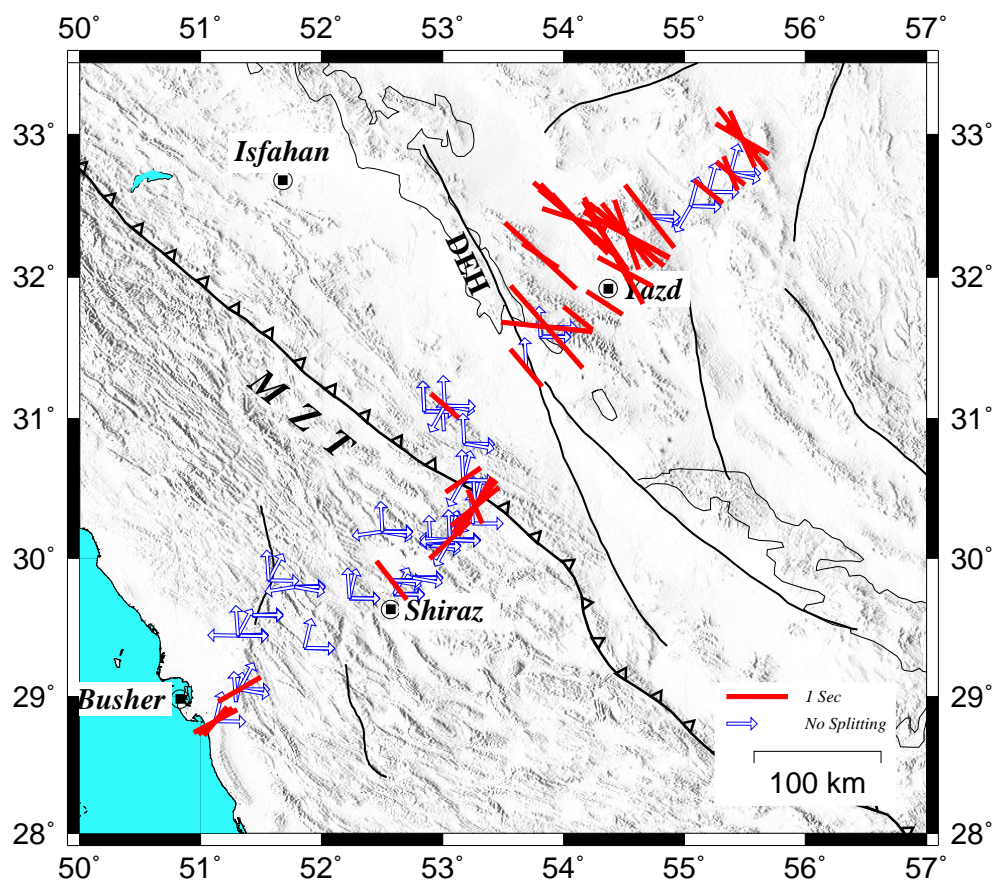 50˚ 51˚ 52˚ 53˚ 54˚ 55˚ 56˚ 57˚
33˚ 33˚
Isfahan
DEH
32˚ 32˚
Yazd
MZT
31˚ 31˚
30˚ 30˚
Shiraz
29˚ 29˚
Busher
1 Sec
No Splitting
100 km
28˚ 28˚
50˚ 51˚ 52˚ 53˚ 54˚ 55˚ 56˚ 57˚